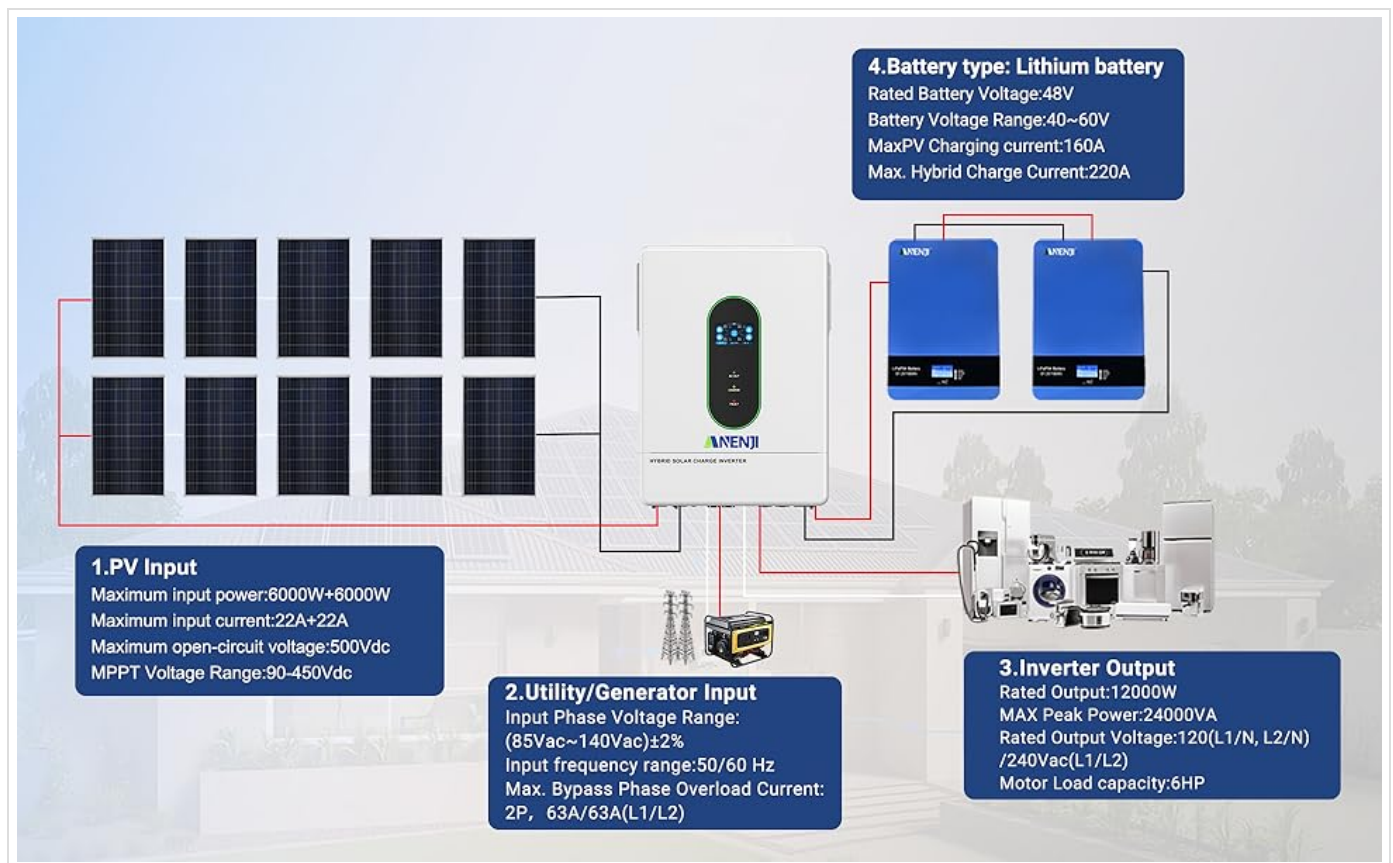 4.Battery type: Lithium battery
Rated Battery Voltage:48V
Battery Voltage Range:40~60V
MaxPV Charging current:160A
Max. Hybrid Charge Current:220A
ANENJI
ANENJI
ANENJI
HYBRID SOLAR CHARGE INVERTER
1.PV Input
Maximum input power:6000W+6000W
Maximum input current:22A+22A
Maximum open-circuit voltage:500Vdc
MPPT Voltage Range:90-450Vdc
2.Utility/Generator Input
Input Phase Voltage Range:
(85Vac~140Vac)±2%
Input frequency range:50/60 Hz
Max. Bypass Phase Overload Current:
2P, 63A/63A(L1/L2)
3.Inverter Output
Rated Output:12000W
MAX Peak Power:24000VA
Rated Output Voltage:120(L1/N, L2/N)
/240Vac(L1/L2)
Motor Load capacity:6HP